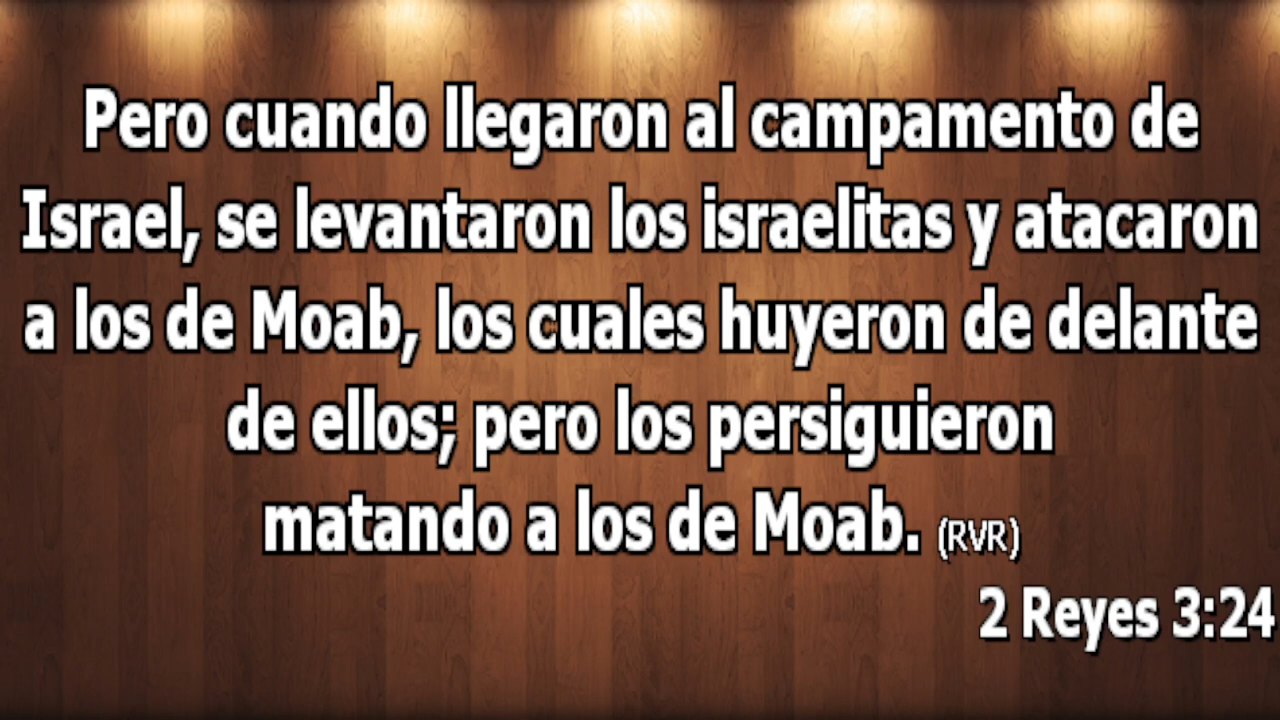 Pero cuando llegaron al campamento de
Israel, se levantaron los israelitas y atacaron
a los de Moab, los cuales huyeron de delante
de ellos; pero los persiguieron
matando a los de Moab. (RVR)
2 Reyes 3:24